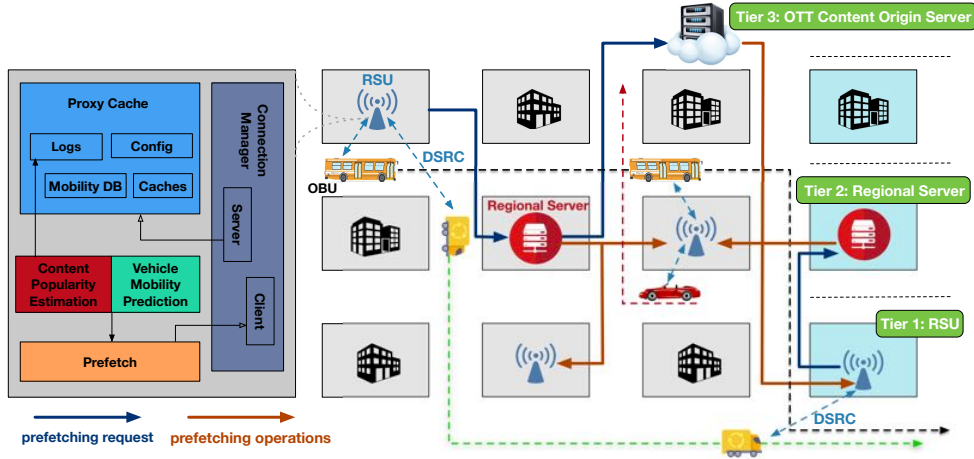 Tier 3: OTT Content Origin Server
Proxy Cache
Logs
Config
Mobility DB
Caches
Connection
Manager
Server
Client
Content
Popularity
Estimation
Vehicle
Mobility
Prediction
Prefetch
RSU
DSRC
OBU
Regional Server
Tier 2: Regional Server
Tier 1: RSU
DSRC
prefetching request
prefetching operations